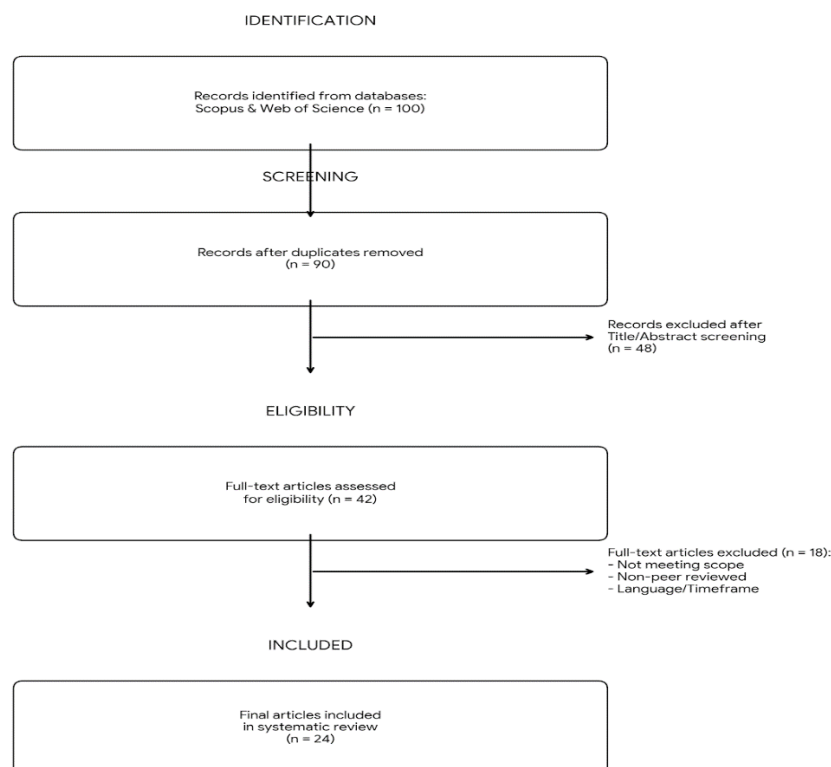 IDENTIFICATION
Records identified from databases:
Scopus & Web of Science (n = 100)
SCREENING
Records after duplicates removed
(n = 90)
Records excluded after
Title/Abstract screening
(n = 48)
ELIGIBILITY
Full-text articles assessed
for eligibility (n = 42)
Full-text articles excluded (n = 18):
- Not meeting scope
- Non-peer reviewed
- Language/Timeframe
INCLUDED
Final articles included
in systematic review
(n = 24)